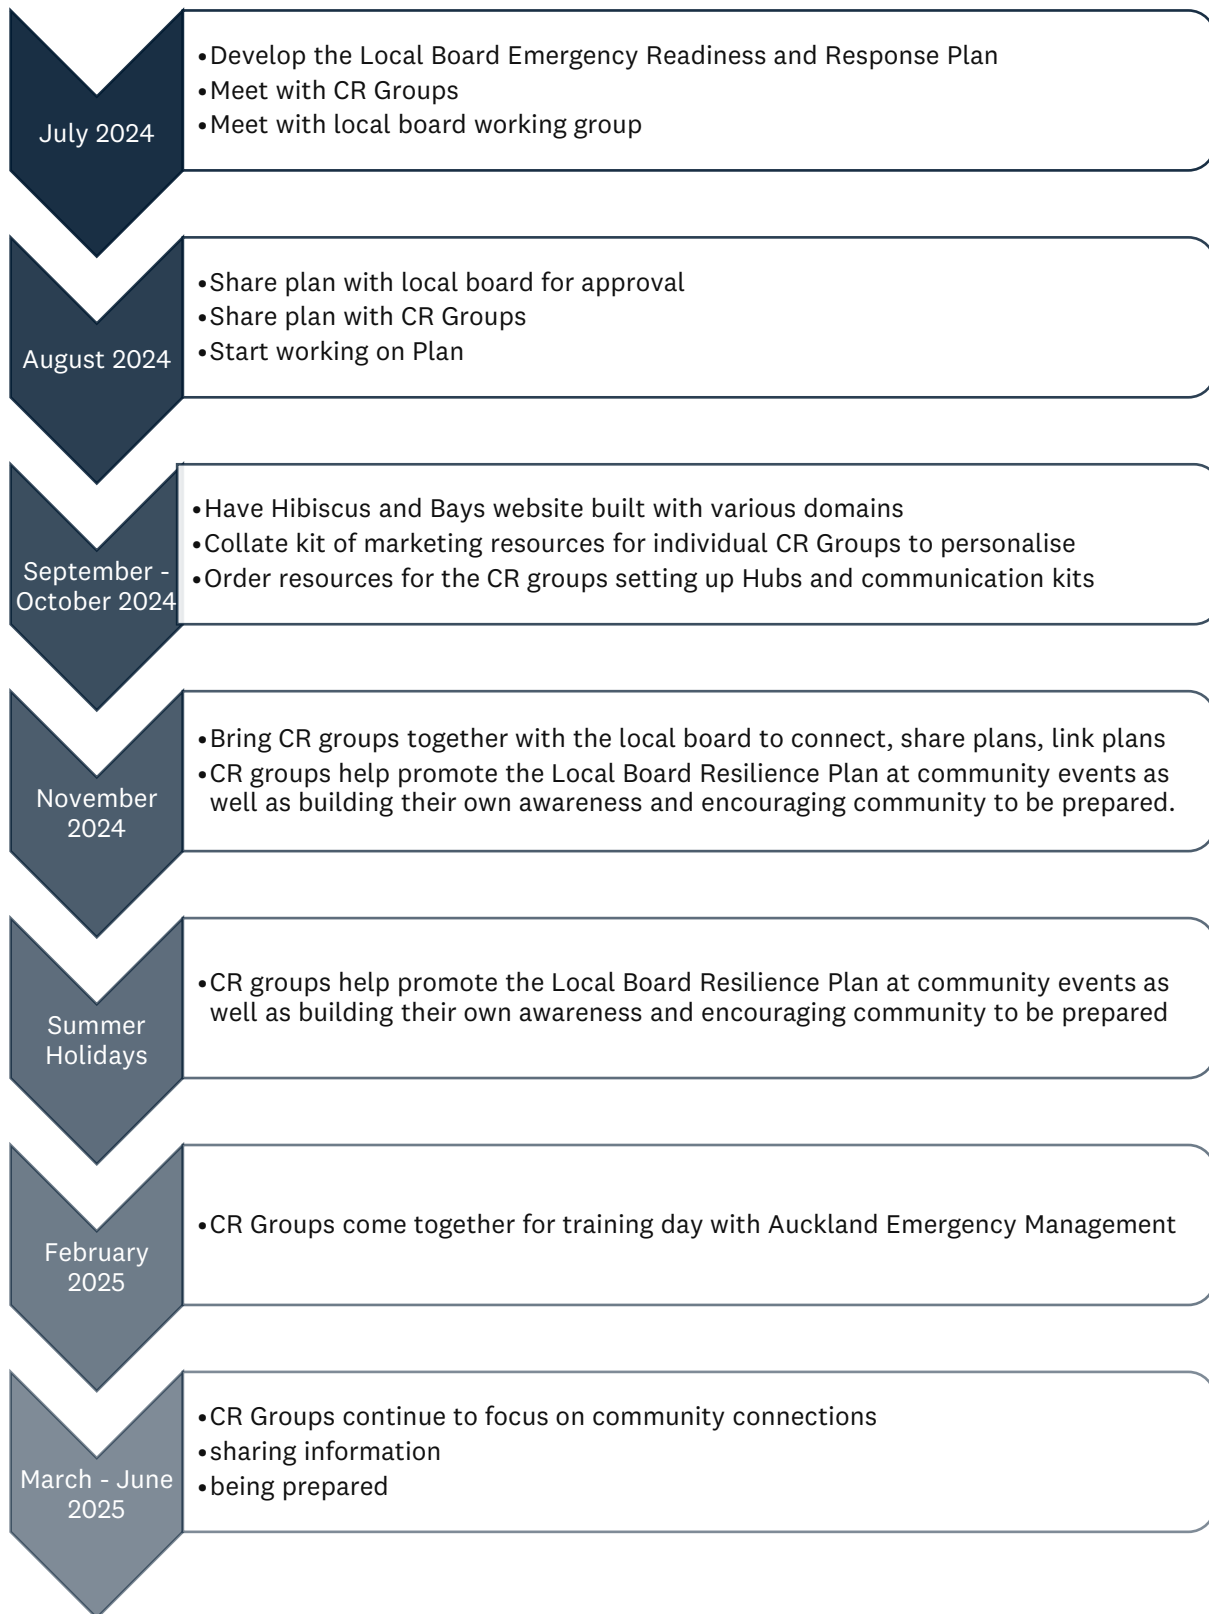 July 2024
•Develop the Local Board Emergency Readiness and Response Plan
•Meet with CR Groups
•Meet with local board working group
August 2024
•Share plan with local board for approval
•Share plan with CR Groups
•Start working on Plan
September -
October 2024
•Have Hibiscus and Bays website built with various domains
•Collate kit of marketing resources for individual CR Groups to personalise
•Order resources for the CR groups setting up Hubs and communication kits
November
2024
•Bring CR groups together with the local board to connect, share plans, link plans
•CR groups help promote the Local Board Resilience Plan at community events as
well as building their own awareness and encouraging community to be prepared.
Summer
Holidays
•CR groups help promote the Local Board Resilience Plan at community events as
well as building their own awareness and encouraging community to be prepared
February
2025
•CR Groups come together for training day with Auckland Emergency Management
March - June
2025
•CR Groups continue to focus on community connections
•sharing information
•being prepared